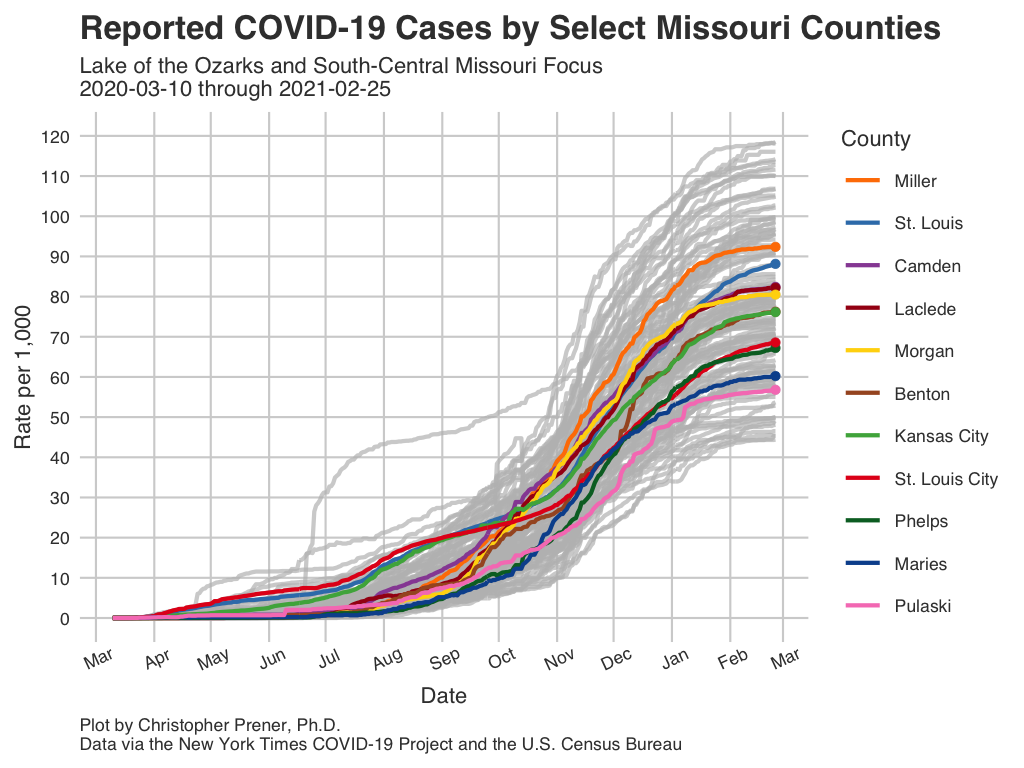 Reported COVID-19 Cases by Select Missouri Counties
Lake of the Ozarks and South-Central Missouri Focus
2020-03-10 through 2021-02-25
Rate per 1,000
120
110
100
90
80
70
60
50
40
30
20
10
0
Mar Apr May Jun Jul Aug Sep Oct Nov Dec Jan Feb Mar
Date
County
Miller
St. Louis
Camden
Laclede
Morgan
Benton
Kansas City
St. Louis City
Phelps
Maries
Pulaski
Plot by Christopher Prener, Ph.D.
Data via the New York Times COVID-19 Project and the U.S. Census Bureau